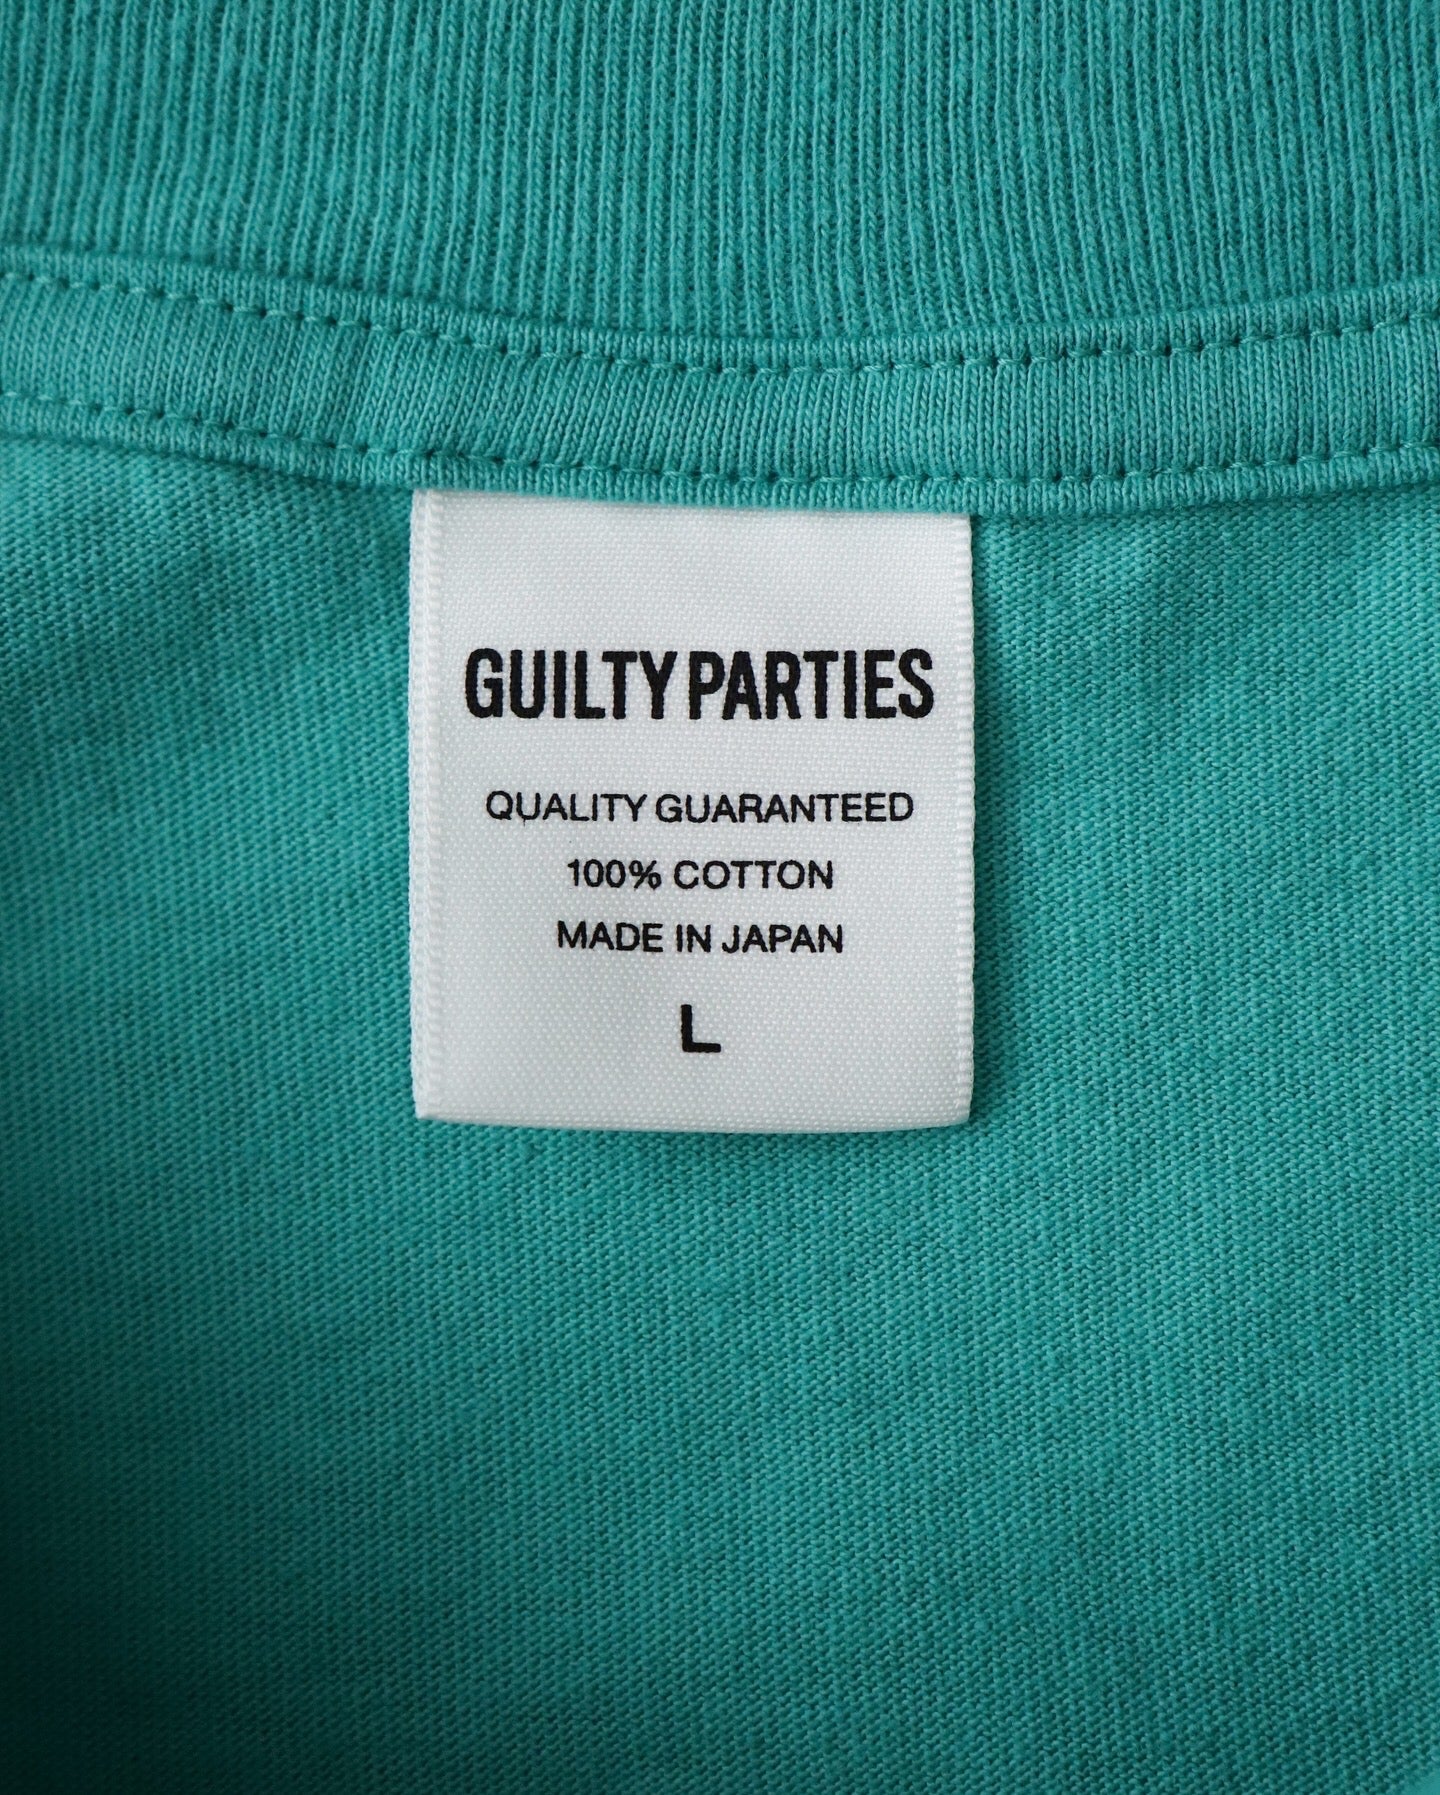 GUILTY PARTIES
QUALITY GUARANTEED
100% COTTON
MADE IN JAPAN
L